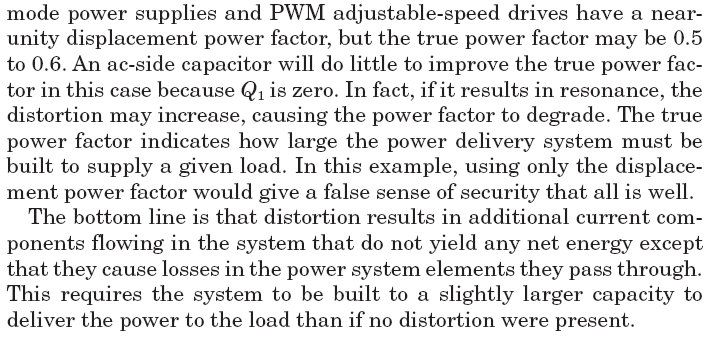 mode power supplies and PWM adjustable-speed drives have a near-
unity displacement power factor, but the true power factor may be 0.5
to 0.6. An ac-side capacitor will do little to improve the true power fac-
tor in this case because Q₁ is zero. In fact, if it results in resonance, the
distortion may increase, causing the power factor to degrade. The true
power factor indicates how large the power delivery system must be
built to supply a given load. In this example, using only the displace-
ment power factor would give a false sense of security that all is well.
The bottom line is that distortion results in additional current com-
ponents flowing in the system that do not yield any net energy except
that they cause losses in the power system elements they pass through.
This requires the system to be built to a slightly larger capacity to
deliver the power to the load than if no distortion were present.